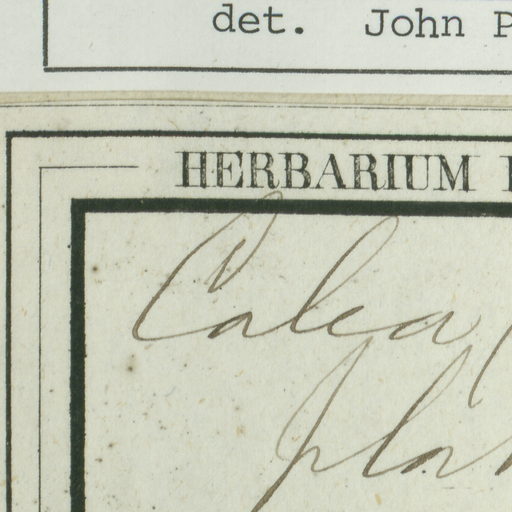 det. John P
HERBARIUM
Calea